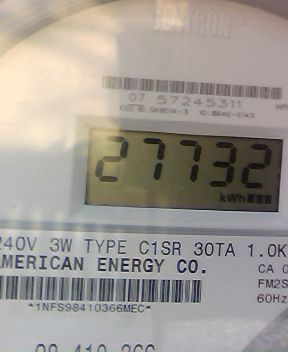 07 57245311
27732
kWh
240V 3W TYPE C1SR 30TA 1.0K
AMERICAN ENERGY CO.
CA 0
FM2S
60Hz
*1NFS98410366MEC*